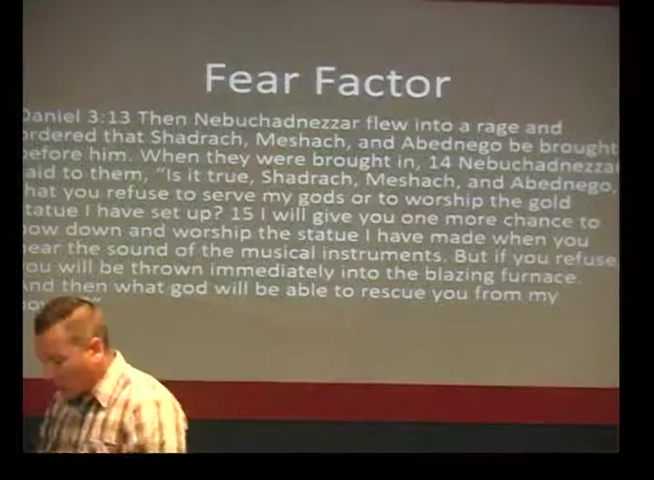 Fear Factor
Daniel 3:13 Then Nebuchadnezzar flew into a rage and
ordered that Shadrach, Meshach, and Abednego be brought
before him. When they were brought in, 14 Nebuchadnezzar
said to them, “Is it true, Shadrach, Meshach, and Abednego,
that you refuse to serve my gods or to worship the gold
statue I have set up? 15 I will give you one more chance to
bow down and worship the statue I have made when you
hear the sound of the musical instruments. But if you refuse,
you will be thrown immediately into the blazing furnace.
And then what god will be able to rescue you from my